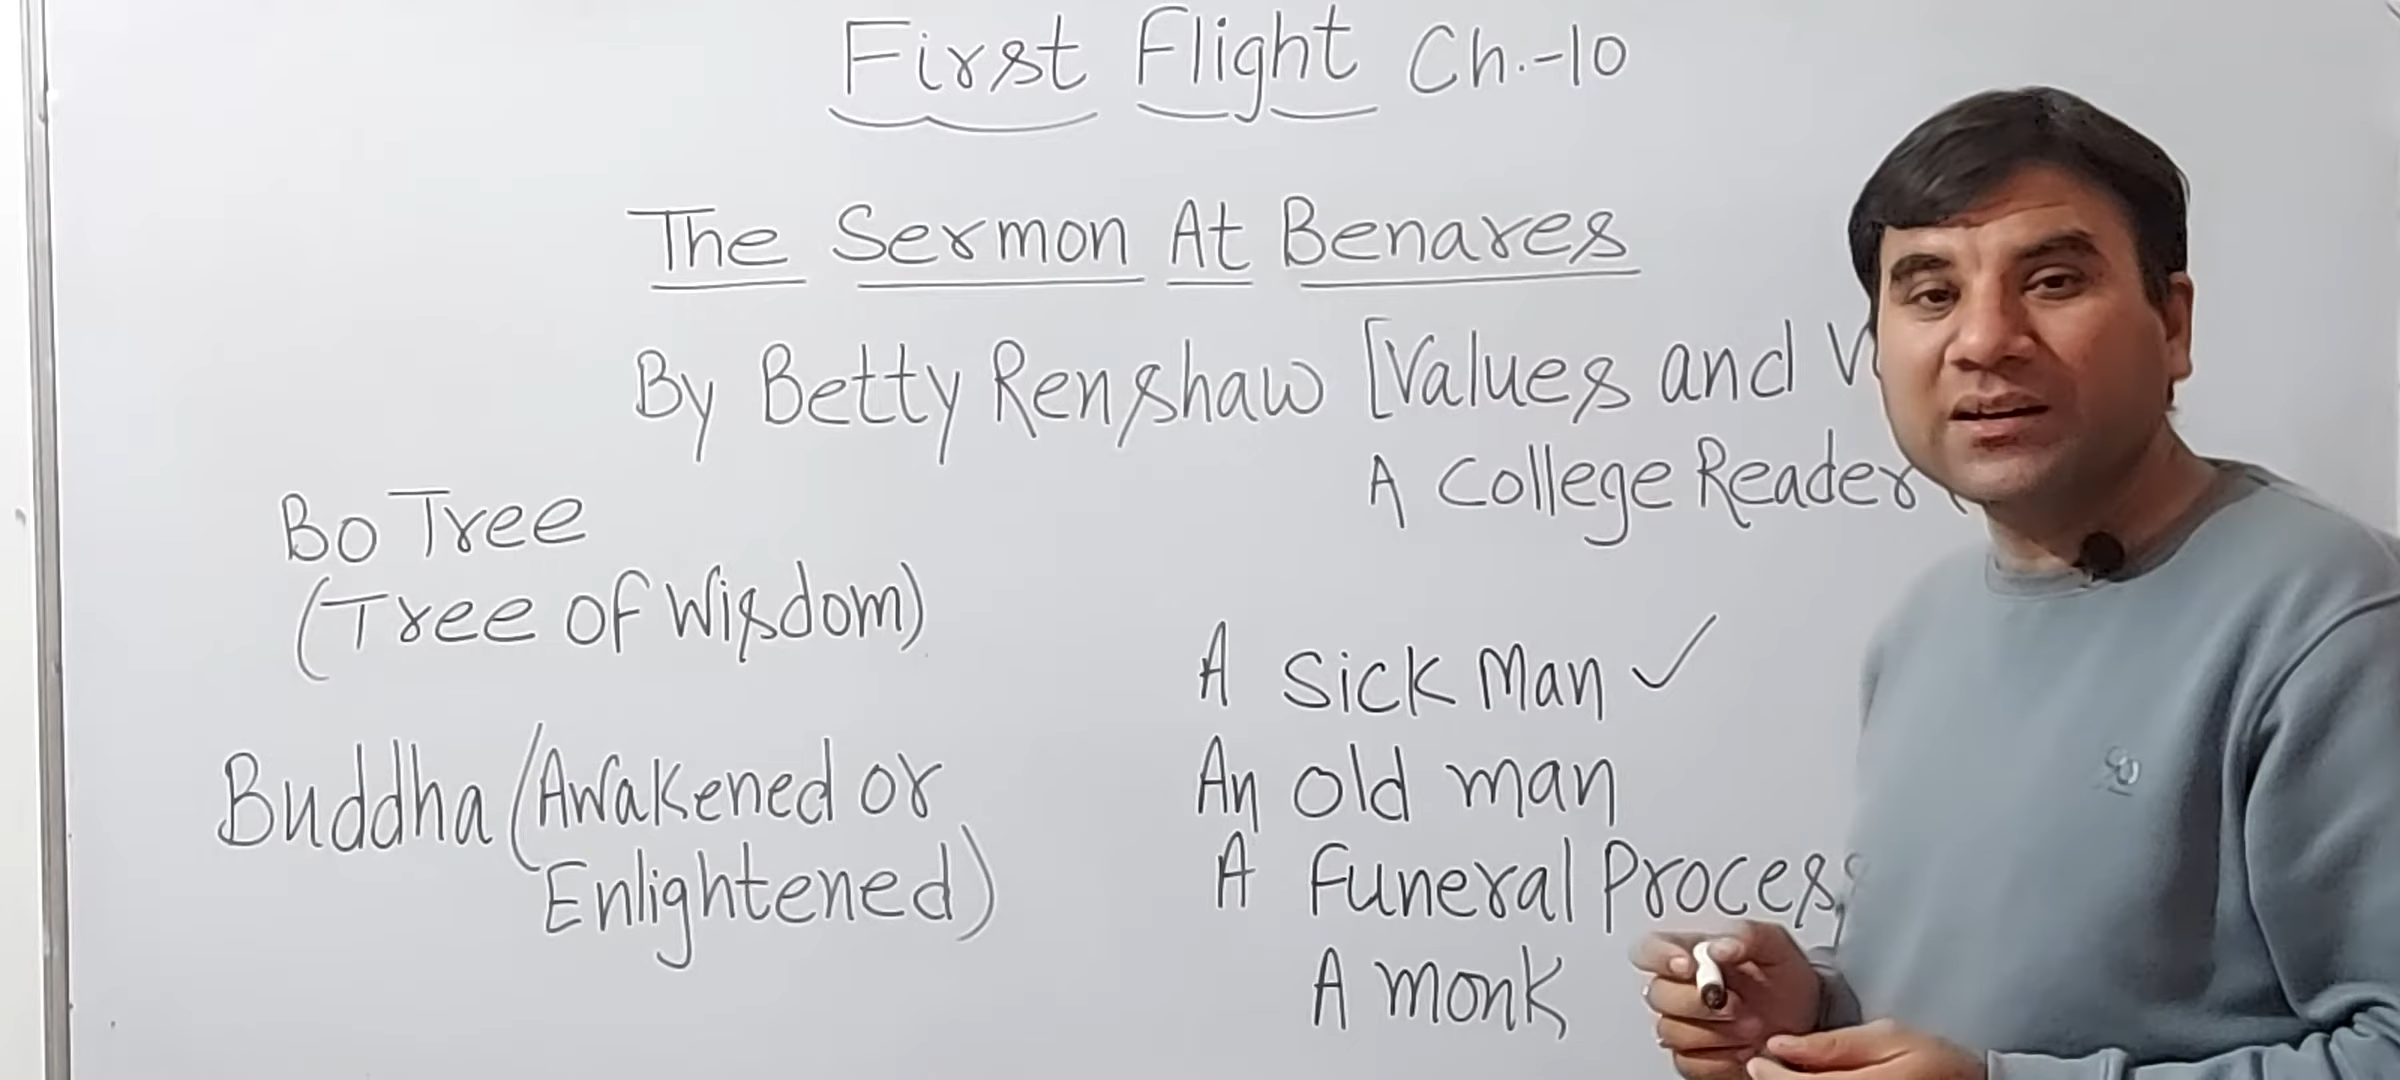 First Flight Ch.-10
The Sermon At Benares
By Betty Renshaw [Values and
A College Reader
Bo Tree
(Tree of Wisdom)
Buddha (Awakened or
Enlightened)
A Sick Man ✓
An old man
A Funeral Process
A monk